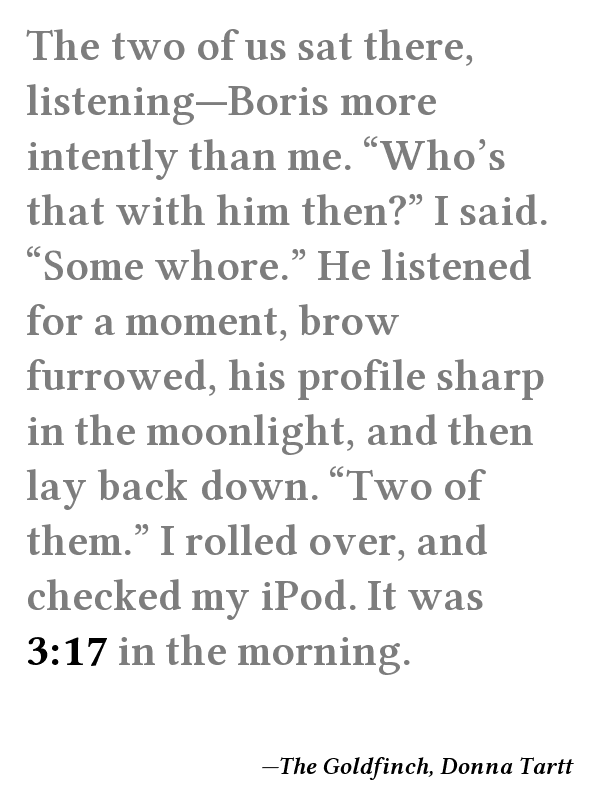 The two of us sat there,
listening—Boris more
intently than me. “Who’s
that with him then?” I said.
“Some whore.” He listened
for a moment, brow
furrowed, his profile sharp
in the moonlight, and then
lay back down. “Two of
them.” I rolled over, and
checked my iPod. It was
3:17 in the morning.
—The Goldfinch, Donna Tartt